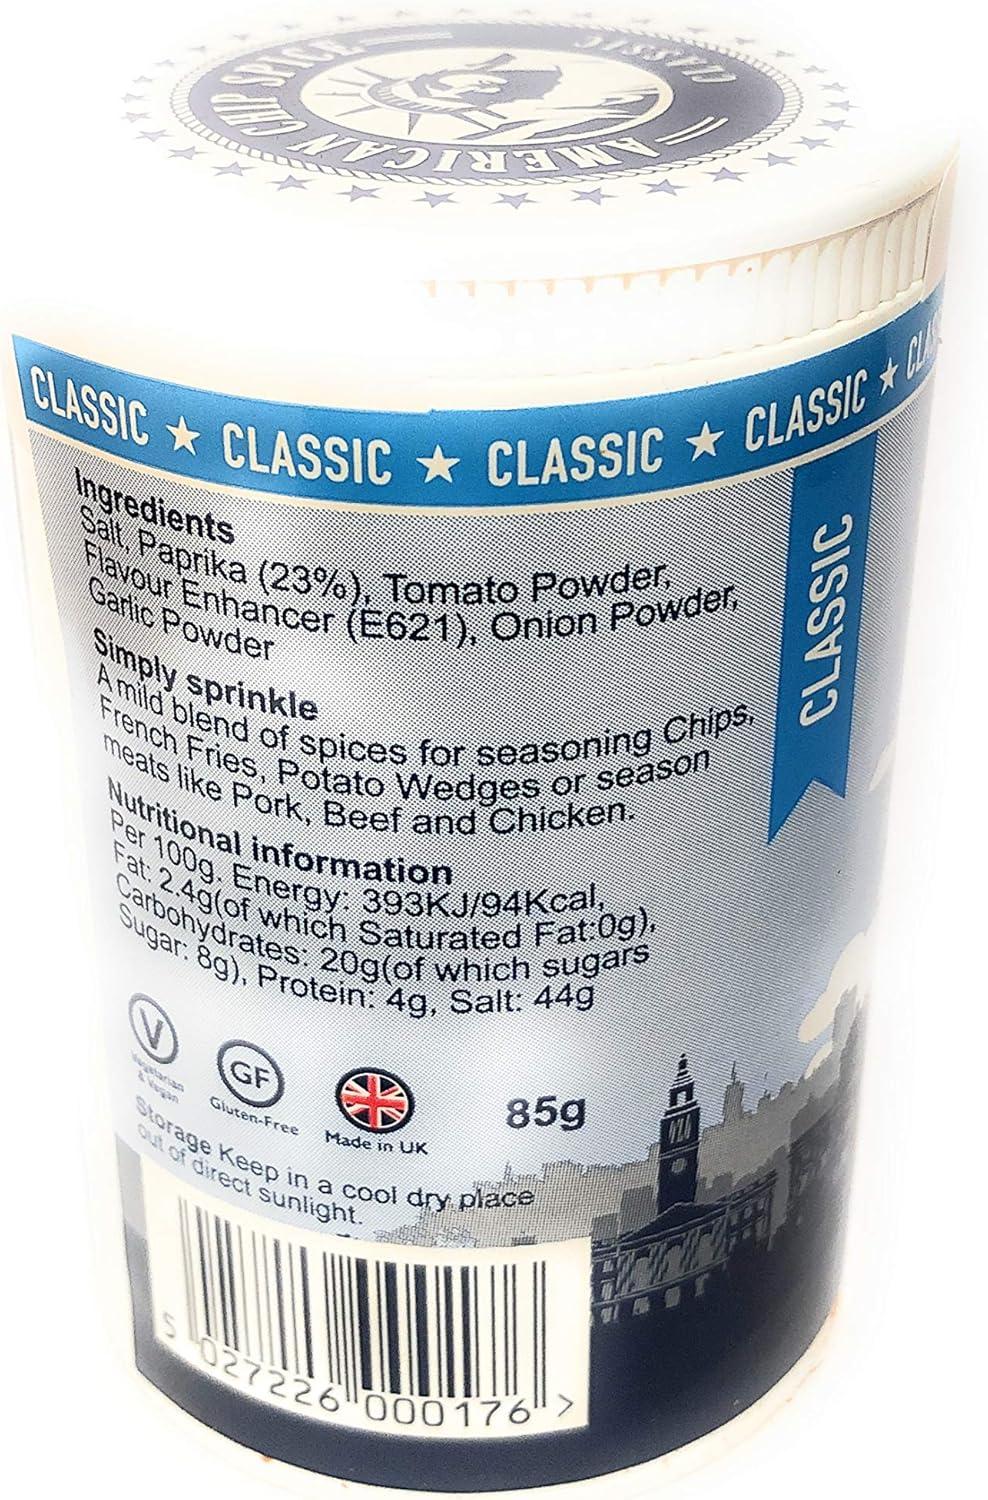 AMERICAN CHIP SPICE
CLASSIC
CLASSIC ★ CLASSIC ★ CLASSIC ★ CLASSIC ★ CLASSIC
CLASSIC
Ingredients
Salt, Paprika (23%), Tomato Powder,
Flavour Enhancer (E621), Onion Powder,
Garlic Powder
Simply sprinkle
A mild blend of spices for seasoning Chips,
French Fries, Potato Wedges or season
meats like Pork, Beef and Chicken.
Nutritional information
Per 100g. Energy: 393KJ/94Kcal,
Fat: 2.4g(of which Saturated Fat:0g),
Carbohydrates: 20g(of which sugars
Sugar: 8g), Protein: 4g, Salt: 44g
V
Vegetarian
& Vegan
GF
Gluten-Free
Made in UK
85g
Storage Keep in a cool dry place
out of direct sunlight.
5 027226 000176 >